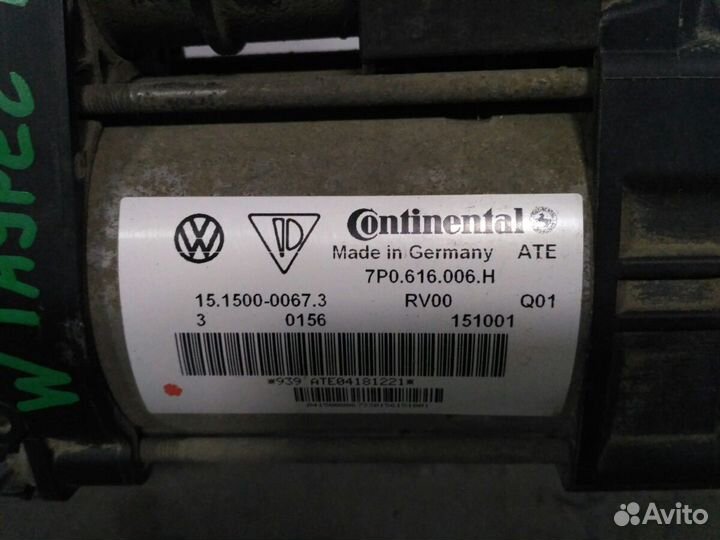 W/TAYPEC
Continental
Made in Germany ATE
7P0.616.006.H
15.1500-0067.3 RV00 Q01
3 0156 151001
*939 ATE04181221*
Avito